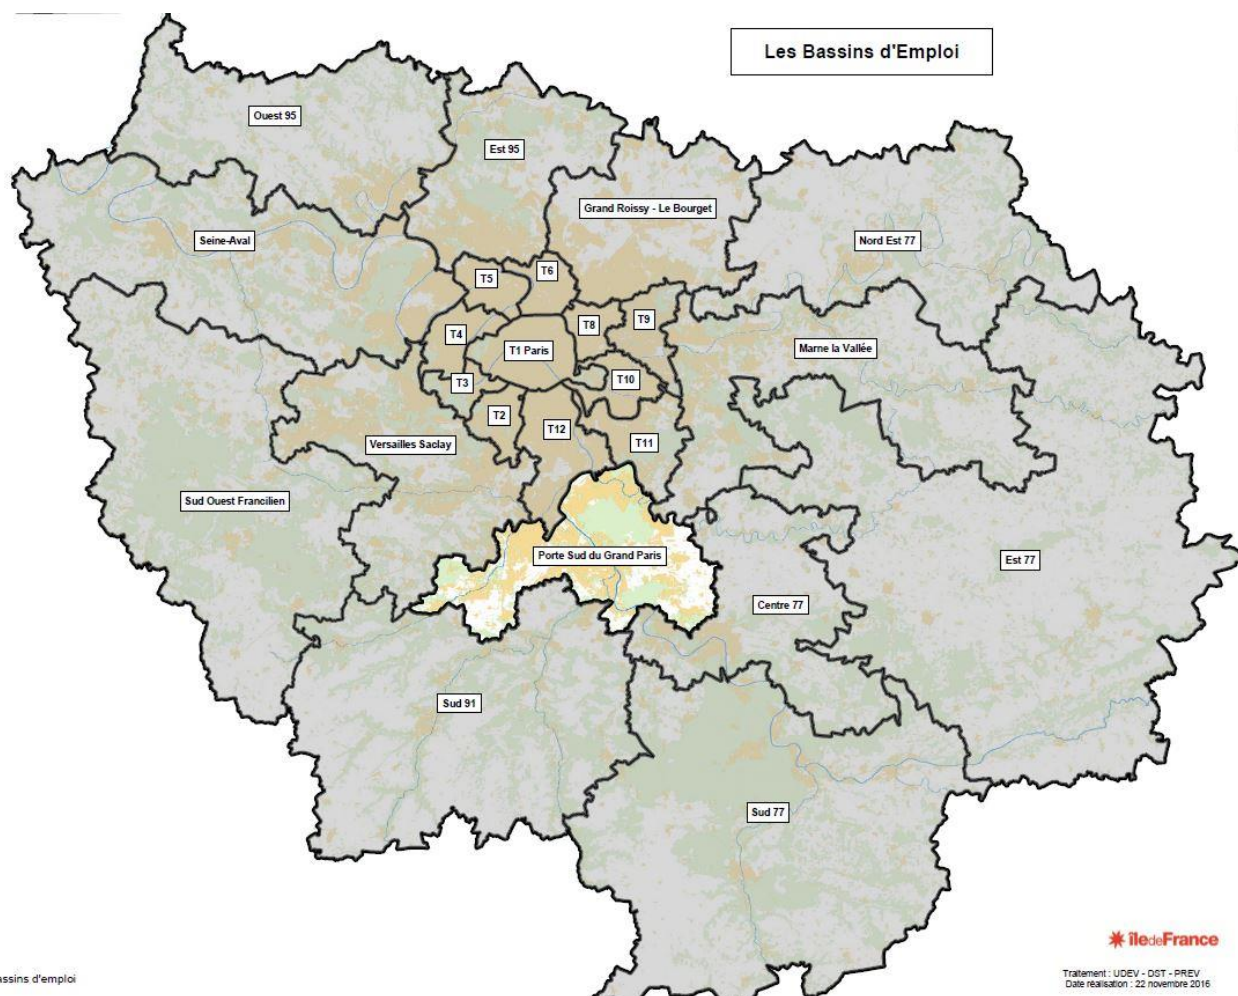 Les Bassins d'Emploi
Ouest 95
Est 95
Grand Roissy - Le Bourget
Seine-Aval
Nord Est 77
T5
T6
T8
T9
T4
T1 Paris
Marne la Vallée
T3
T10
T2
T12
T11
Versailles Saclay
Sud Ouest Francilien
Porte Sud du Grand Paris
Est 77
Centre 77
Sud 91
Sud 77
îledeFrance
assins d'emploi
Traitement : UDEV - DST - PREV
Date réalisation : 22 novembre 2016